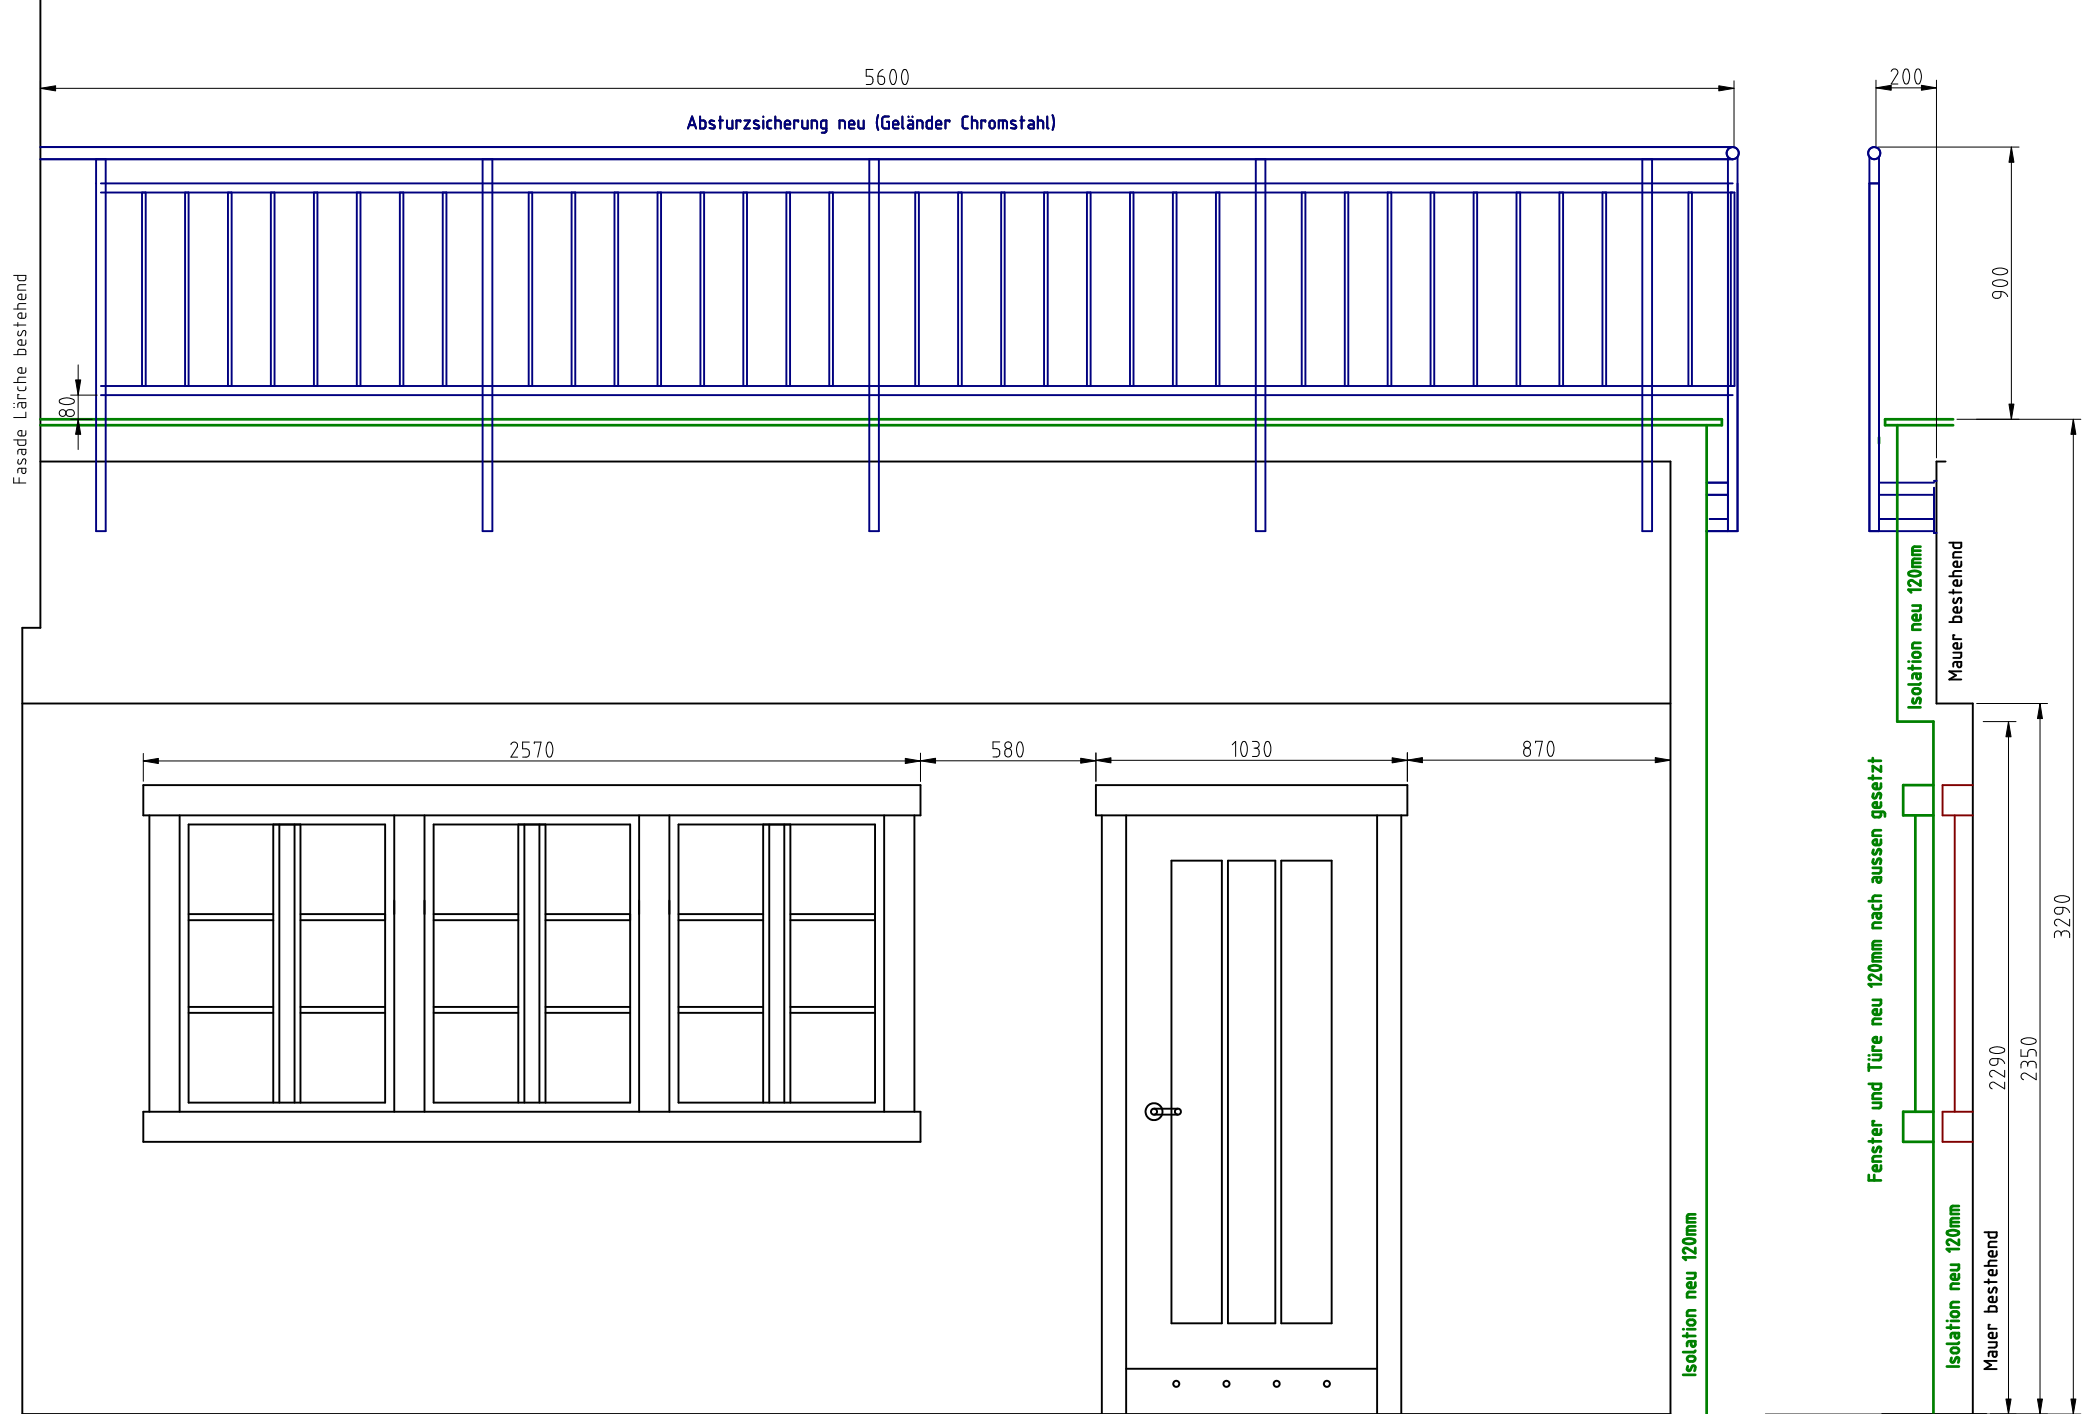 5600
200
Absturzsicherung neu (Geländer Chromstahl)
900
Fasade Lärche bestehend
80
Isolation neu 120mm
Mauer bestehend
2570
580
1030
870
Fenster und Türe neu 120mm nach aussen gesetzt
3290
2290
2350
Isolation neu 120mm
Isolation neu 120mm
Mauer bestehend